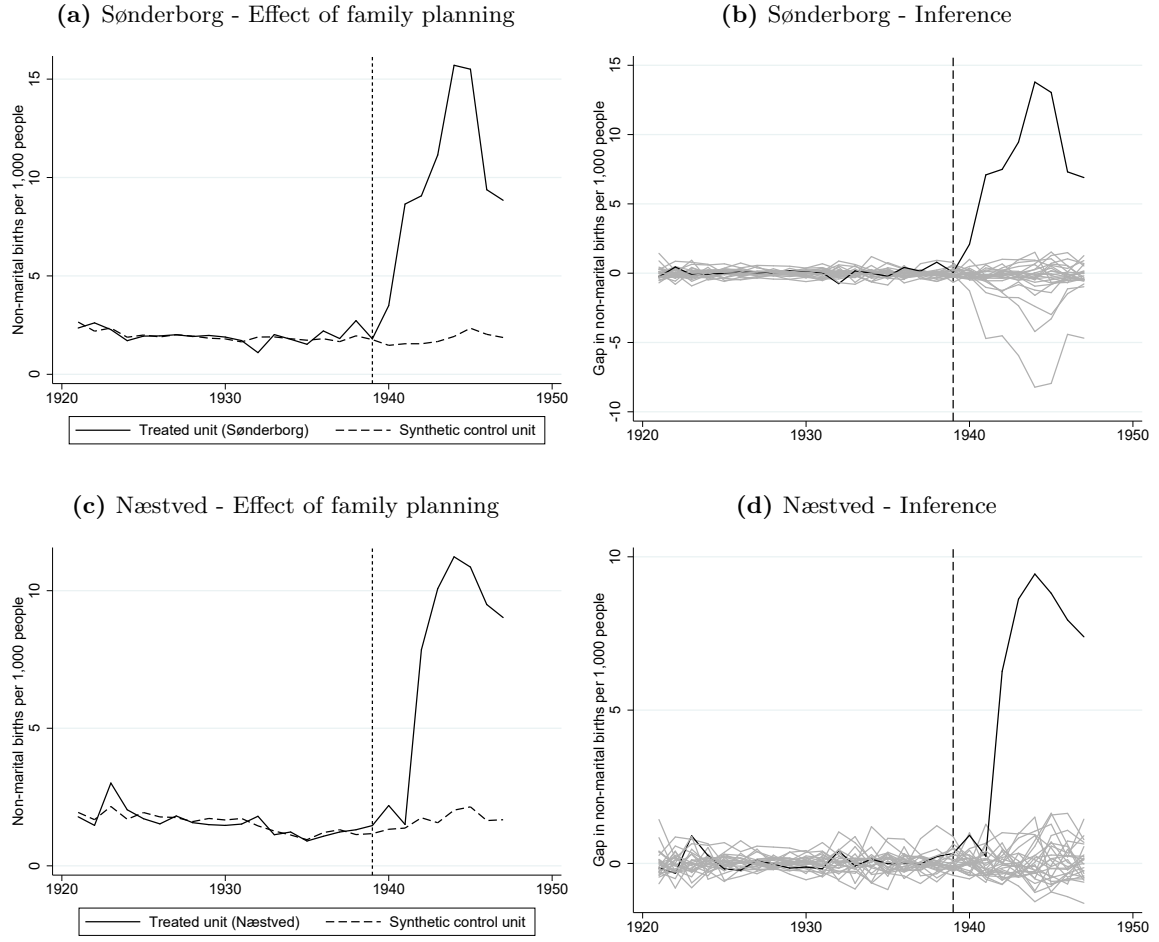 (a) Sønderborg - Effect of family planning
Non-marital births per 1,000 people
15
10
5
0
1920 1930 1940 1950
Treated unit (Sønderborg) Synthetic control unit
(b) Sønderborg - Inference
Gap in non-marital births per 1,000 people
15
10
5
0
-5
-10
1920 1930 1940 1950
(c) Næstved - Effect of family planning
Non-marital births per 1,000 people
10
5
0
1920 1930 1940 1950
Treated unit (Næstved) Synthetic control unit
(d) Næstved - Inference
Gap in non-marital births per 1,000 people
10
5
0
1920 1930 1940 1950